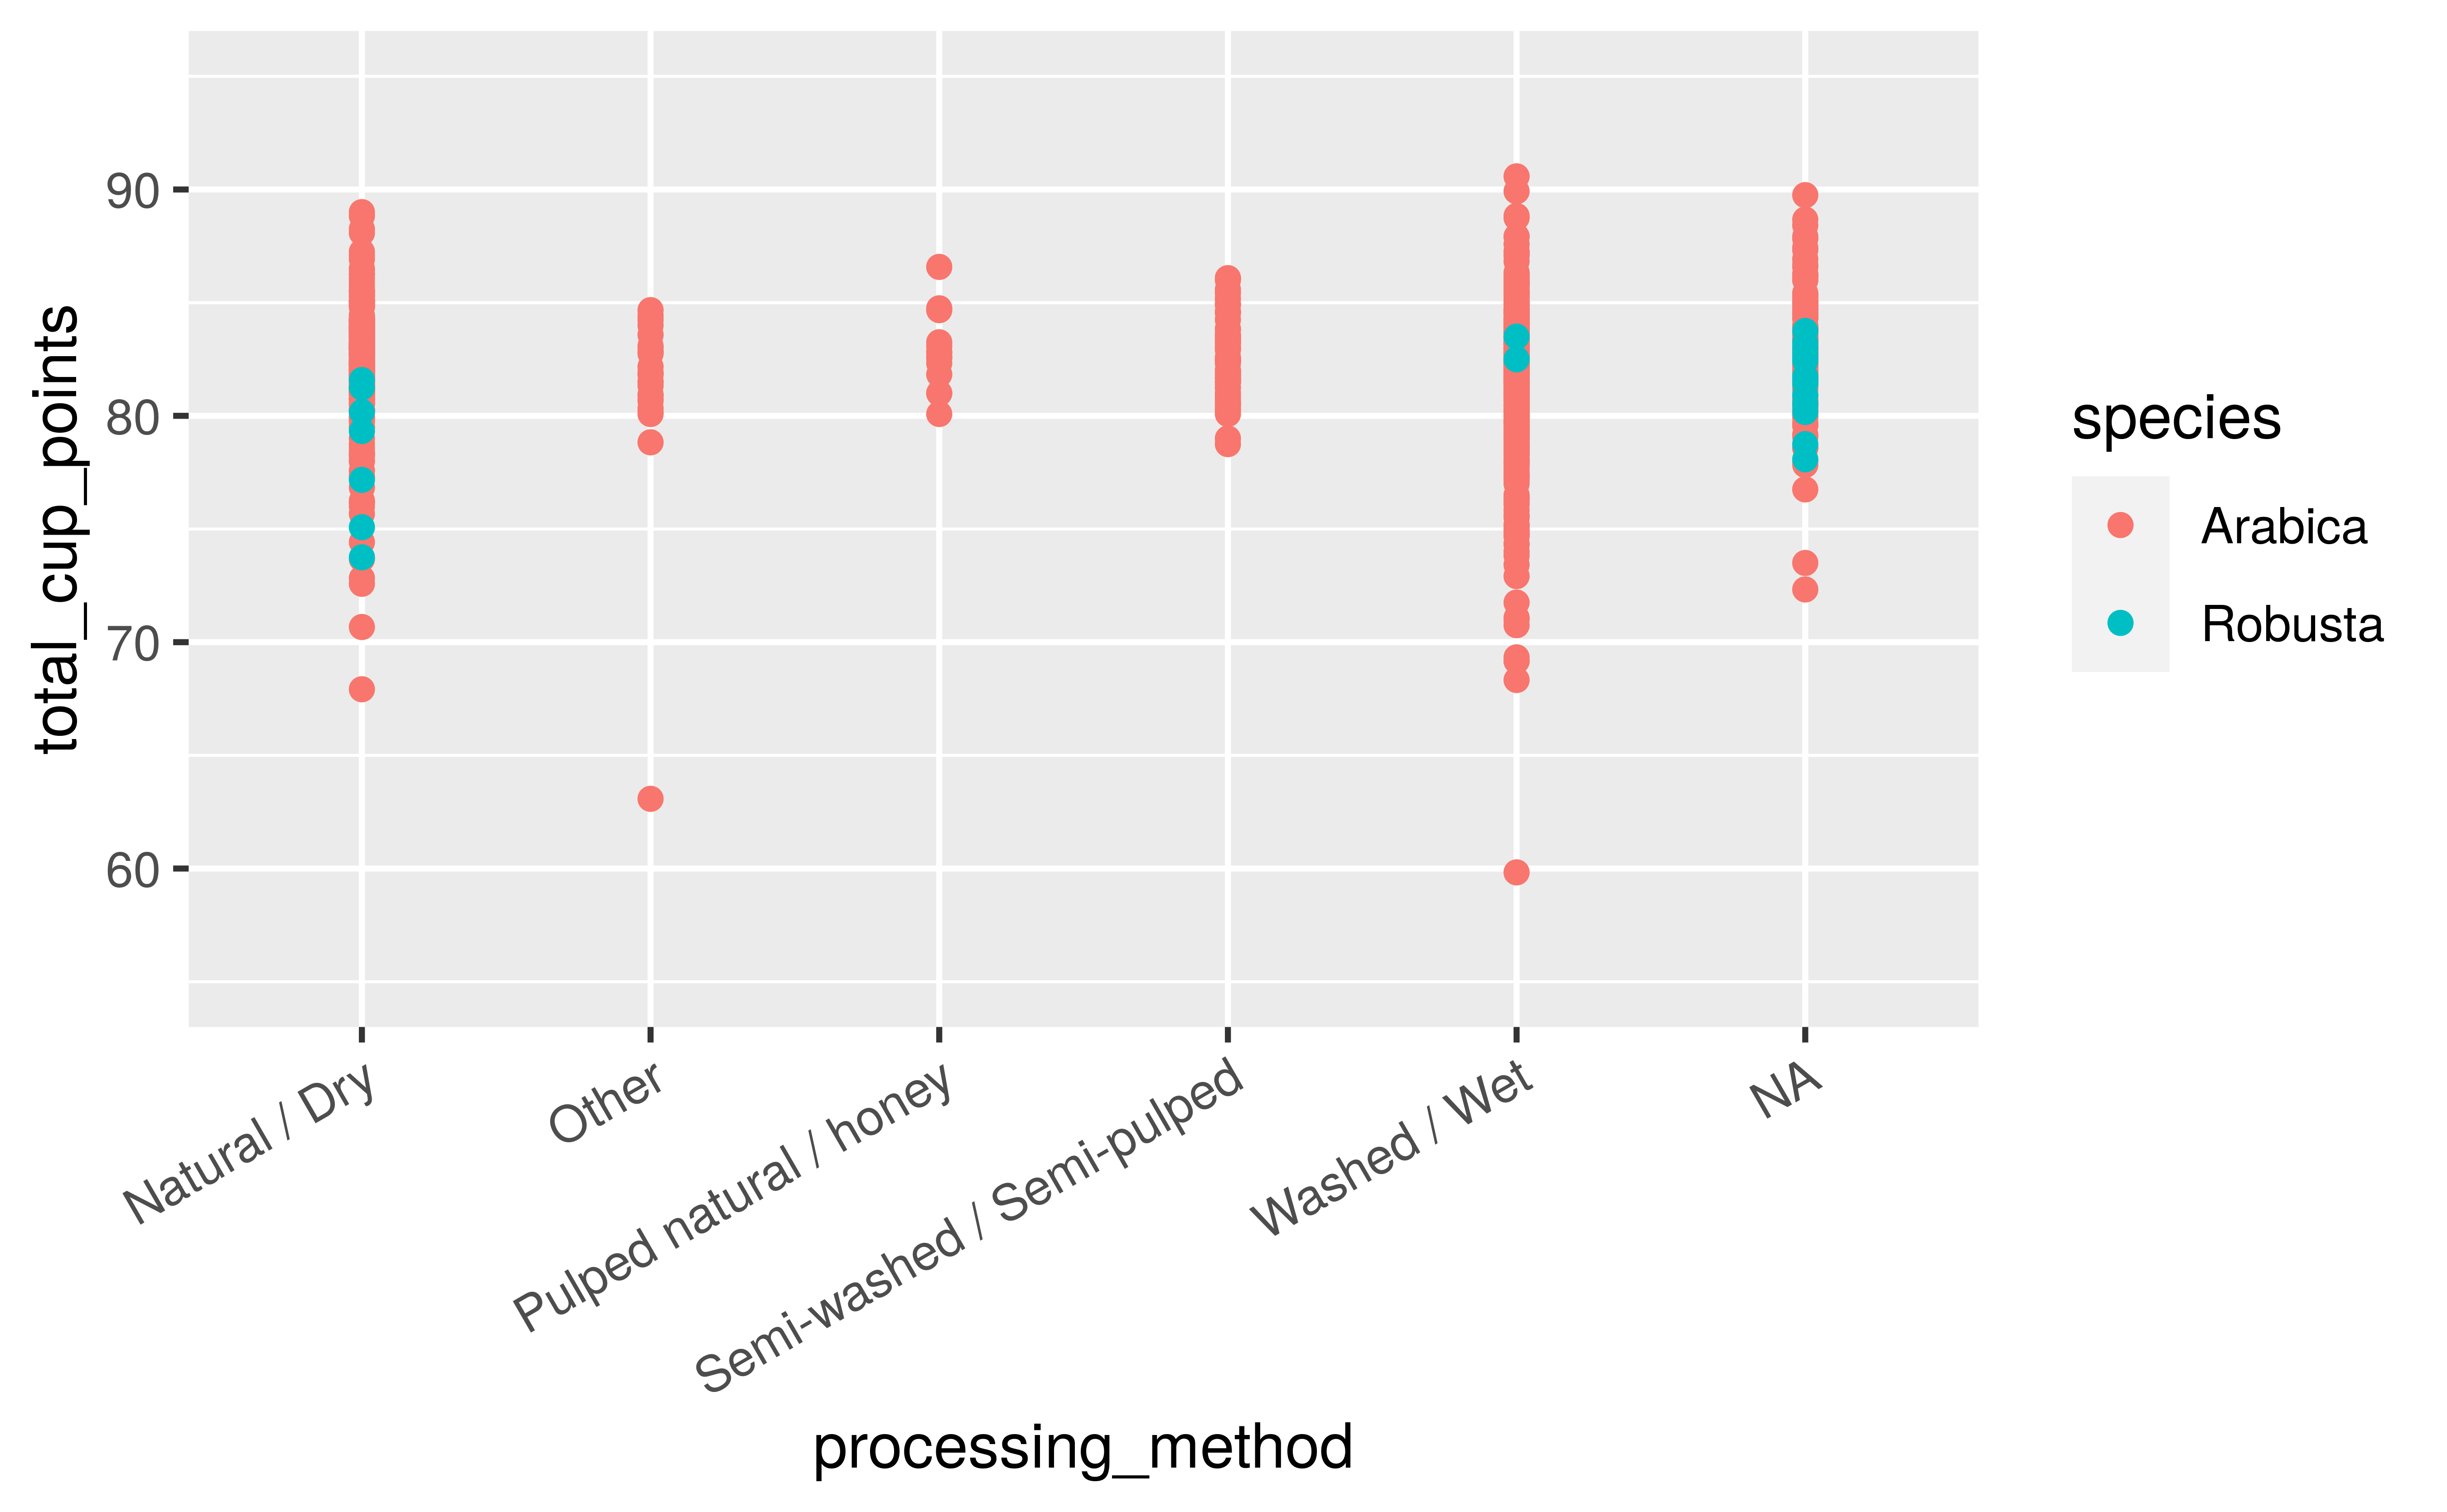 total_cup_points
90
80
70
60
Natural / Dry
Other
Pulped natural / honey
Semi-washed / Semi-pulped
Washed / Wet
NA
processing_method
species
Arabica
Robusta